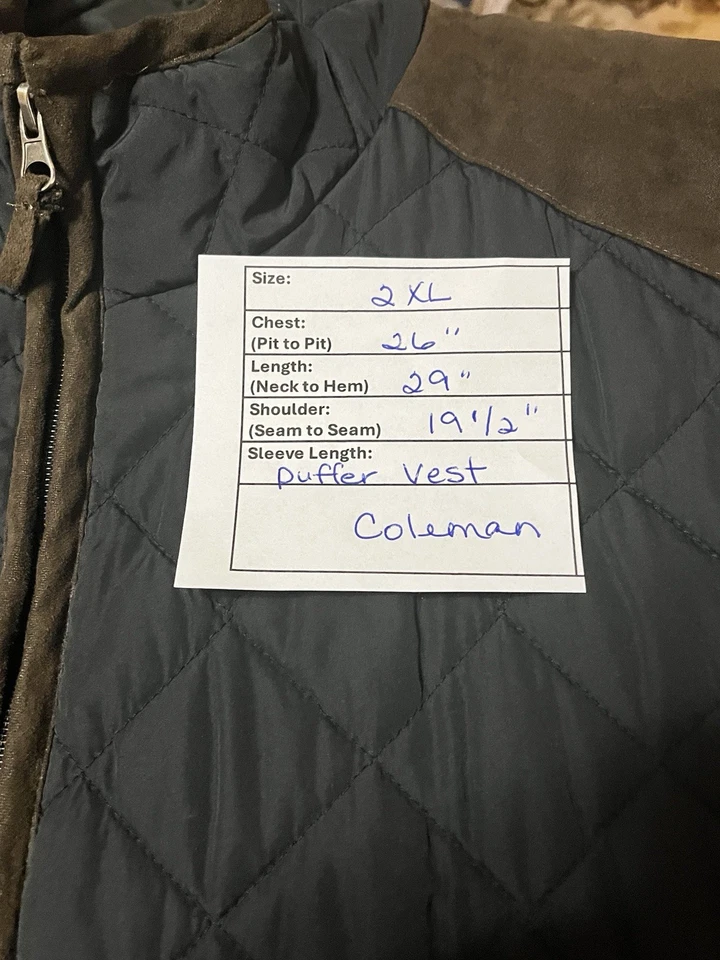 Size:
2XL
Chest:
(Pit to Pit) 26"
Length:
(Neck to Hem) 29"
Shoulder:
(Seam to Seam) 19 1/2"
Sleeve Length:
puffer Vest
Coleman